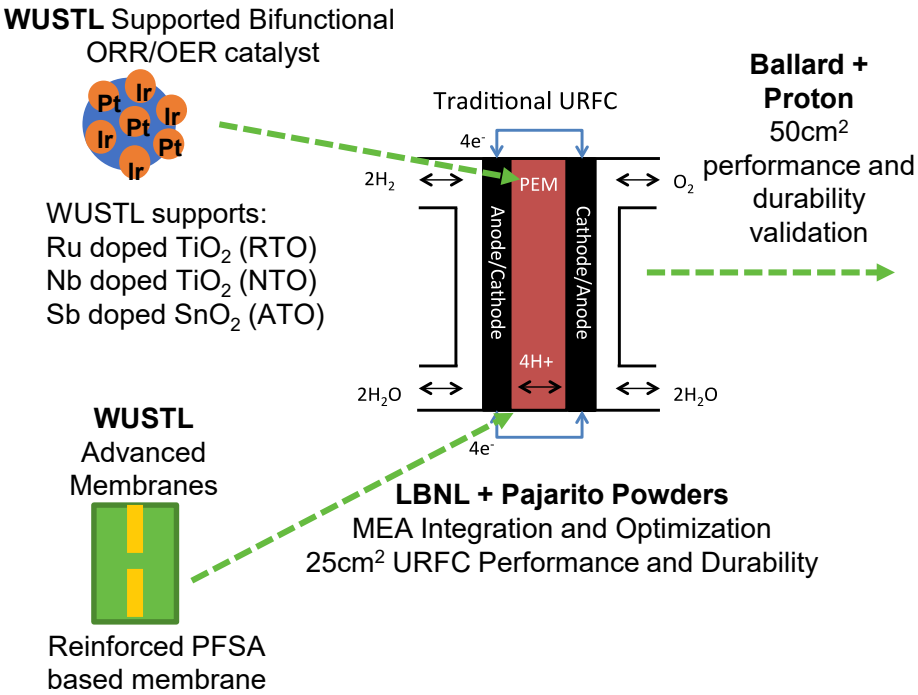 WUSTL Supported Bifunctional
ORR/OER catalyst
Ir
Pt
Ir
Pt
Ir
Pt
Ir
WUSTL supports:
Ru doped TiO₂ (RTO)
Nb doped TiO₂ (NTO)
Sb doped SnO₂ (ATO)
WUSTL
Advanced
Membranes
Reinforced PFSA
based membrane
Traditional URFC
4e⁻
2H₂
PEM
O₂
Anode/Cathode
Cathode/Anode
4H+
2H₂O
2H₂O
4e⁻
LBNL + Pajarito Powders
MEA Integration and Optimization
25cm² URFC Performance and Durability
Ballard +
Proton
50cm²
performance and
durability
validation